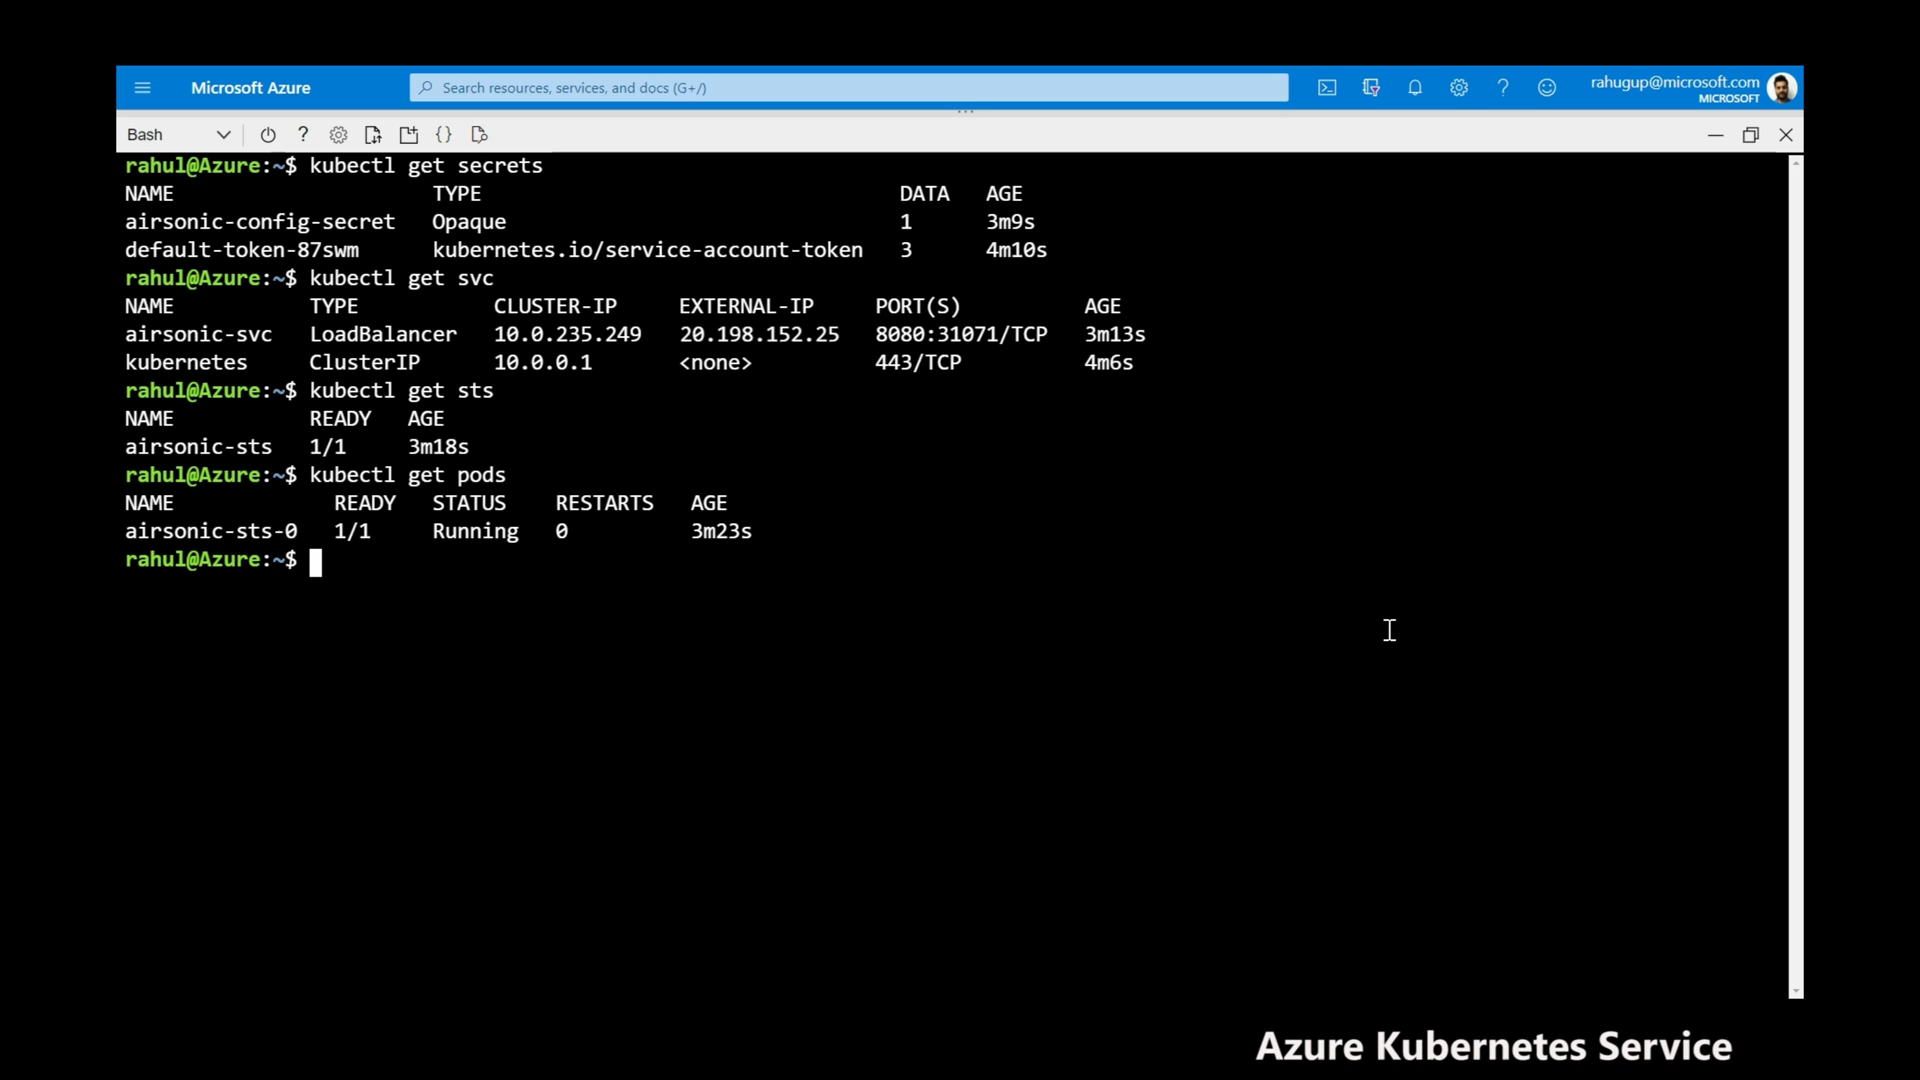 Microsoft Azure
Search resources, services, and docs (G+/)
rahugup@microsoft.com
MICROSOFT
Bash
rahul@Azure:~$ kubectl get secrets
NAME TYPE DATA AGE
airsonic-config-secret Opaque 1 3m9s
default-token-87swm kubernetes.io/service-account-token 3 4m10s
rahul@Azure:~$ kubectl get svc
NAME TYPE CLUSTER-IP EXTERNAL-IP PORT(S) AGE
airsonic-svc LoadBalancer 10.0.235.249 20.198.152.25 8080:31071/TCP 3m13s
kubernetes ClusterIP 10.0.0.1 <none> 443/TCP 4m6s
rahul@Azure:~$ kubectl get sts
NAME READY AGE
airsonic-sts 1/1 3m18s
rahul@Azure:~$ kubectl get pods
NAME READY STATUS RESTARTS AGE
airsonic-sts-0 1/1 Running 0 3m23s
rahul@Azure:~$
Azure Kubernetes Service